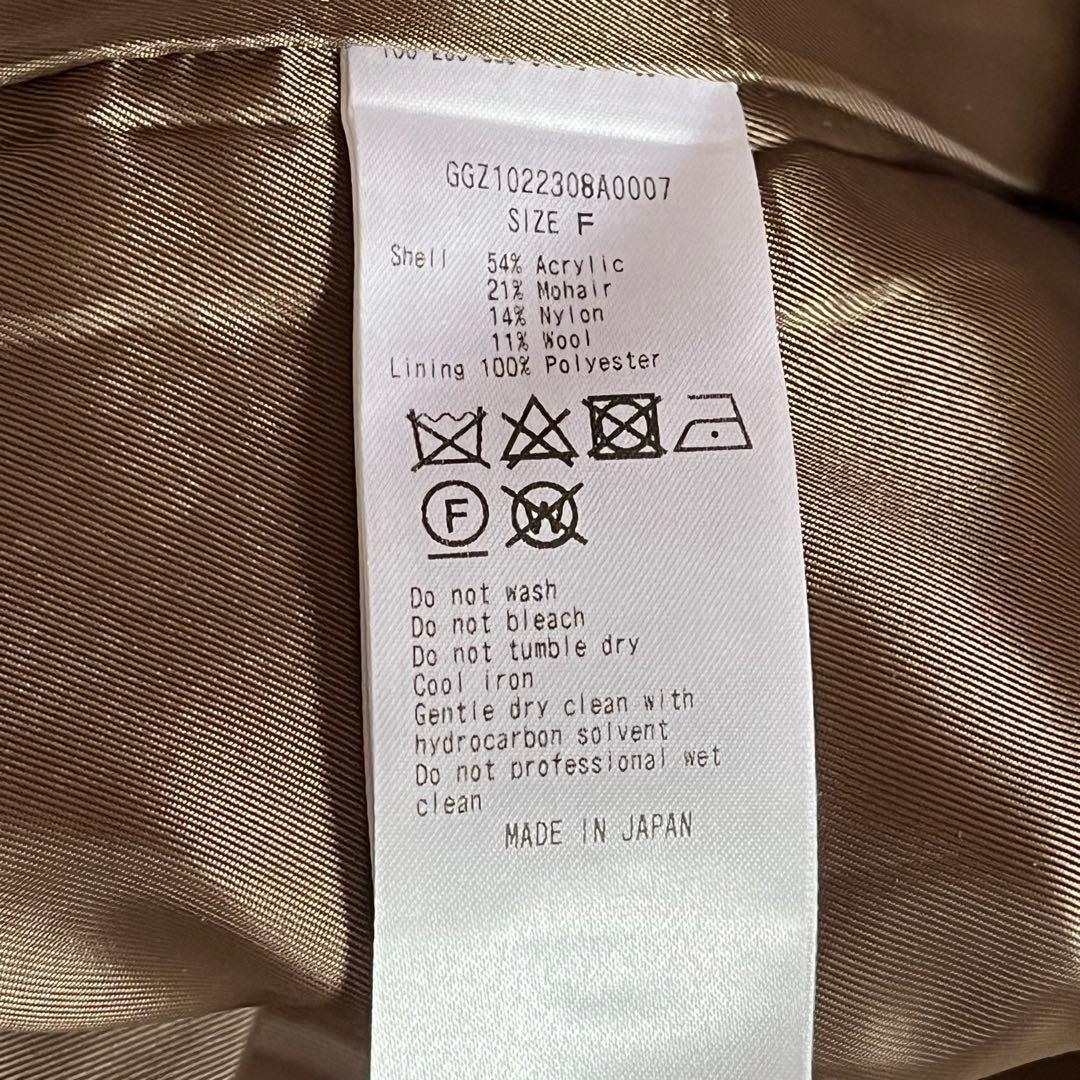 GGZ1022308A0007
SIZE F
Shell 54% Acrylic
21% Mohair
14% Nylon
11% Wool
Lining 100% Polyester
F W
Do not wash
Do not bleach
Do not tumble dry
Cool iron
Gentle dry clean with
hydrocarbon solvent
Do not professional wet
clean
MADE IN JAPAN